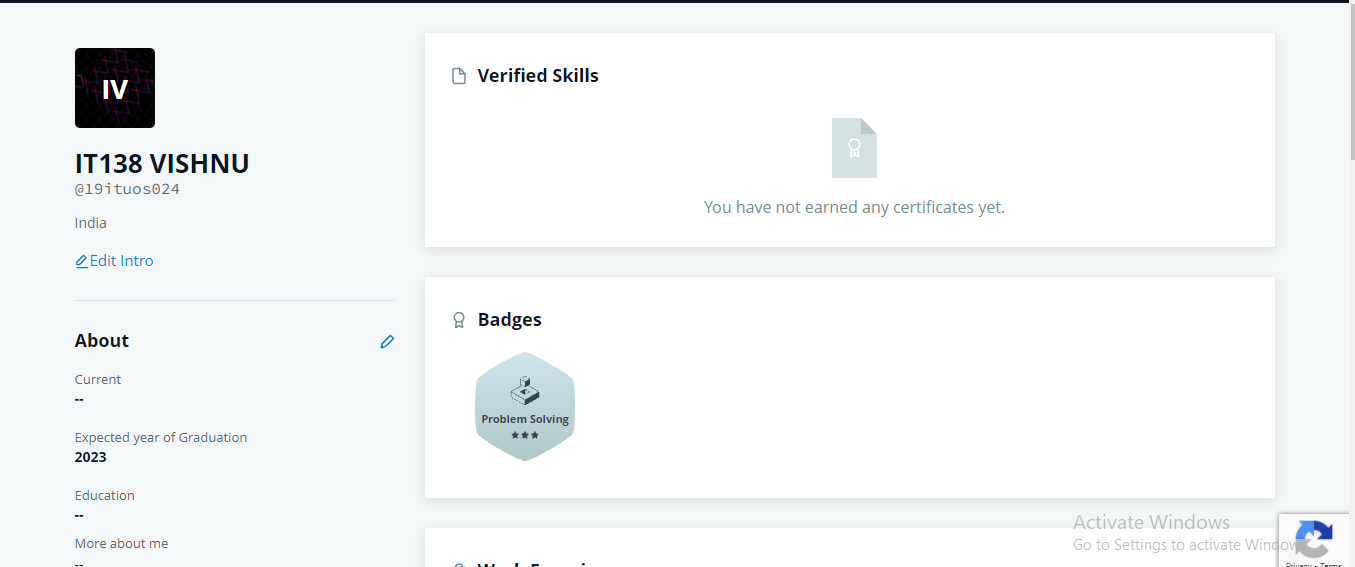 IV
IT138 VISHNU
@19ituos024
India
Edit Intro
About
Current
--
Expected year of Graduation
2023
Education
--
More about me
--
Verified Skills
You have not earned any certificates yet.
Badges
Problem Solving
Activate Windows
Go to Settings to activate
Privacy - Terms